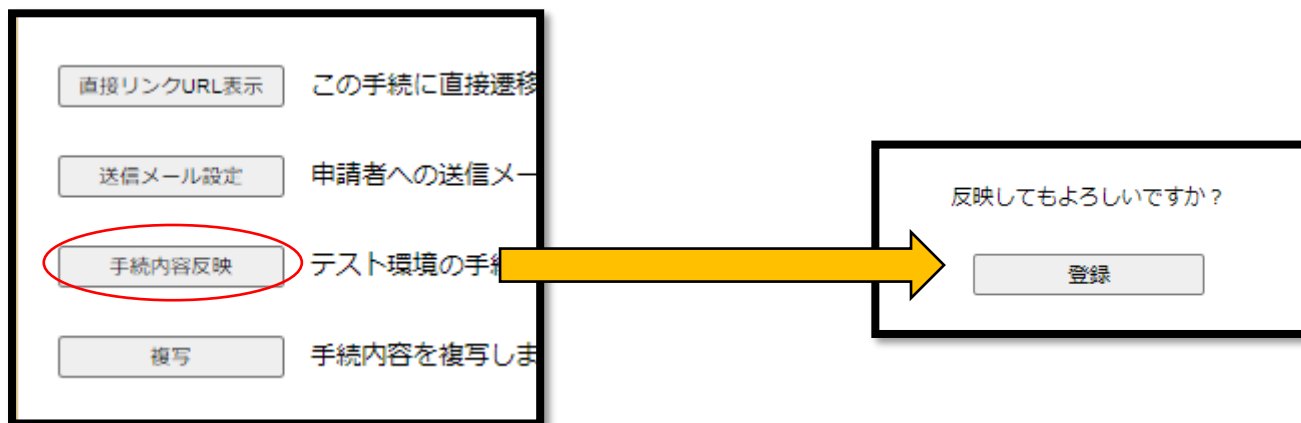 直接リンクURL表示 この手続に直接遷移
送信メール設定 申請者への送信メー
手続内容反映 テスト環境の手続
複写 手続内容を複写しま
反映してもよろしいですか？
登録